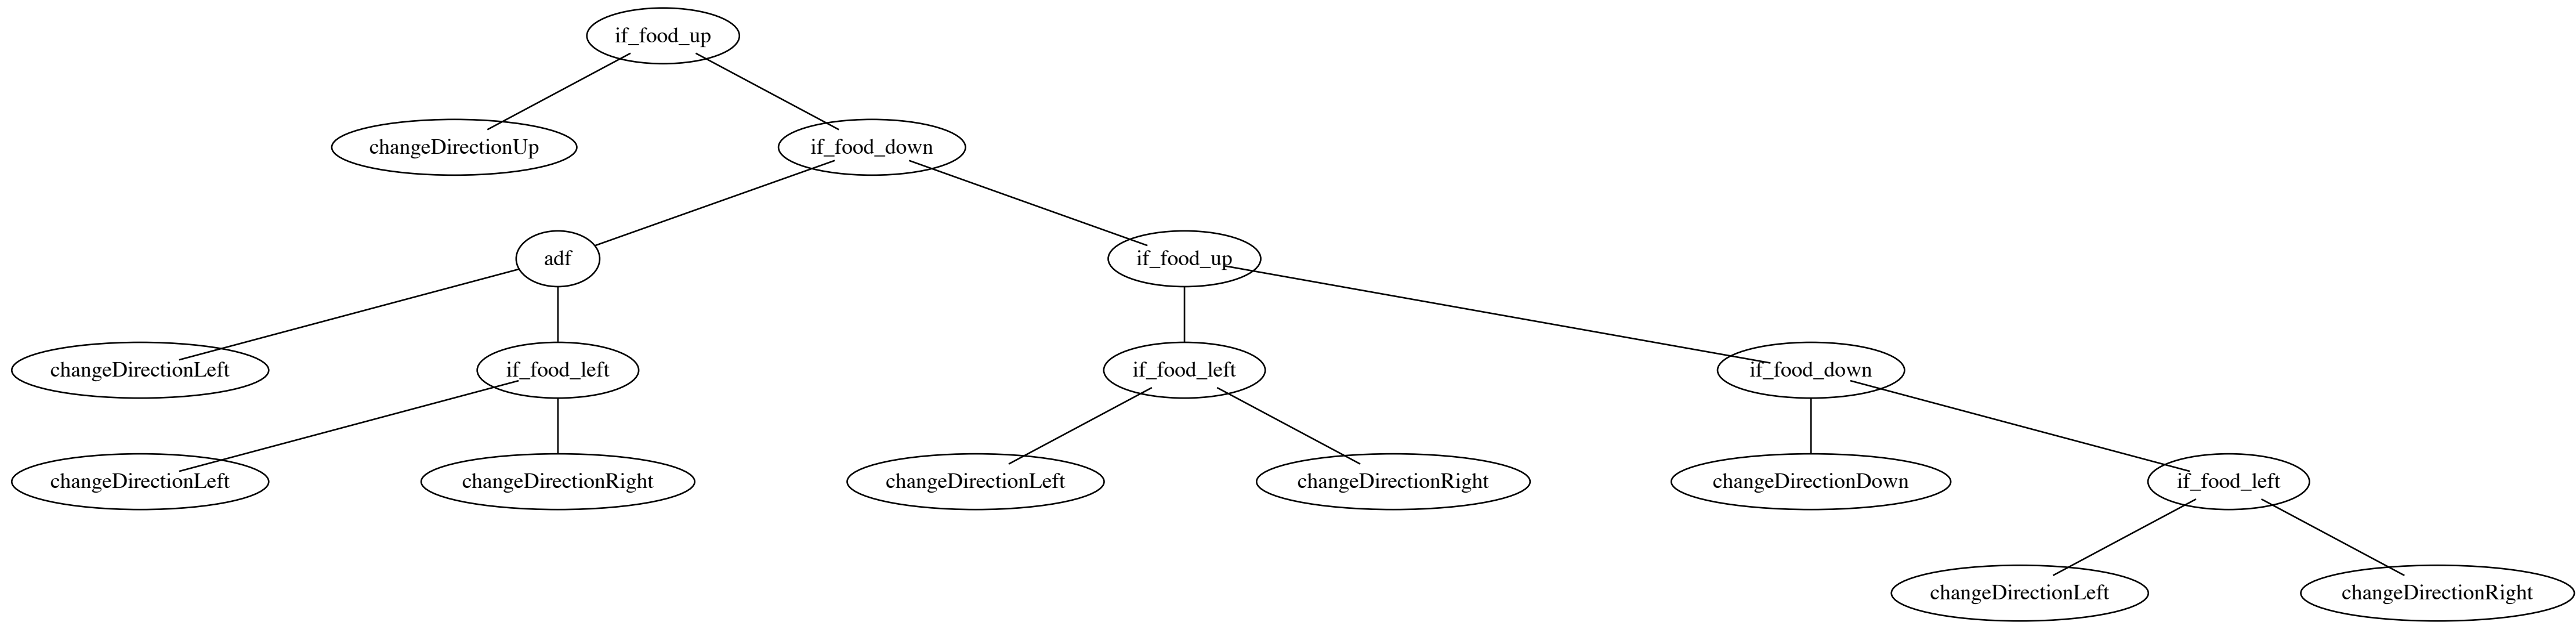 if_food_up
changeDirectionUp
if_food_down
adf
if_food_up
changeDirectionLeft
if_food_left
if_food_left
if_food_down
changeDirectionLeft
changeDirectionRight
changeDirectionLeft
changeDirectionRight
changeDirectionDown
if_food_left
changeDirectionLeft
changeDirectionRight